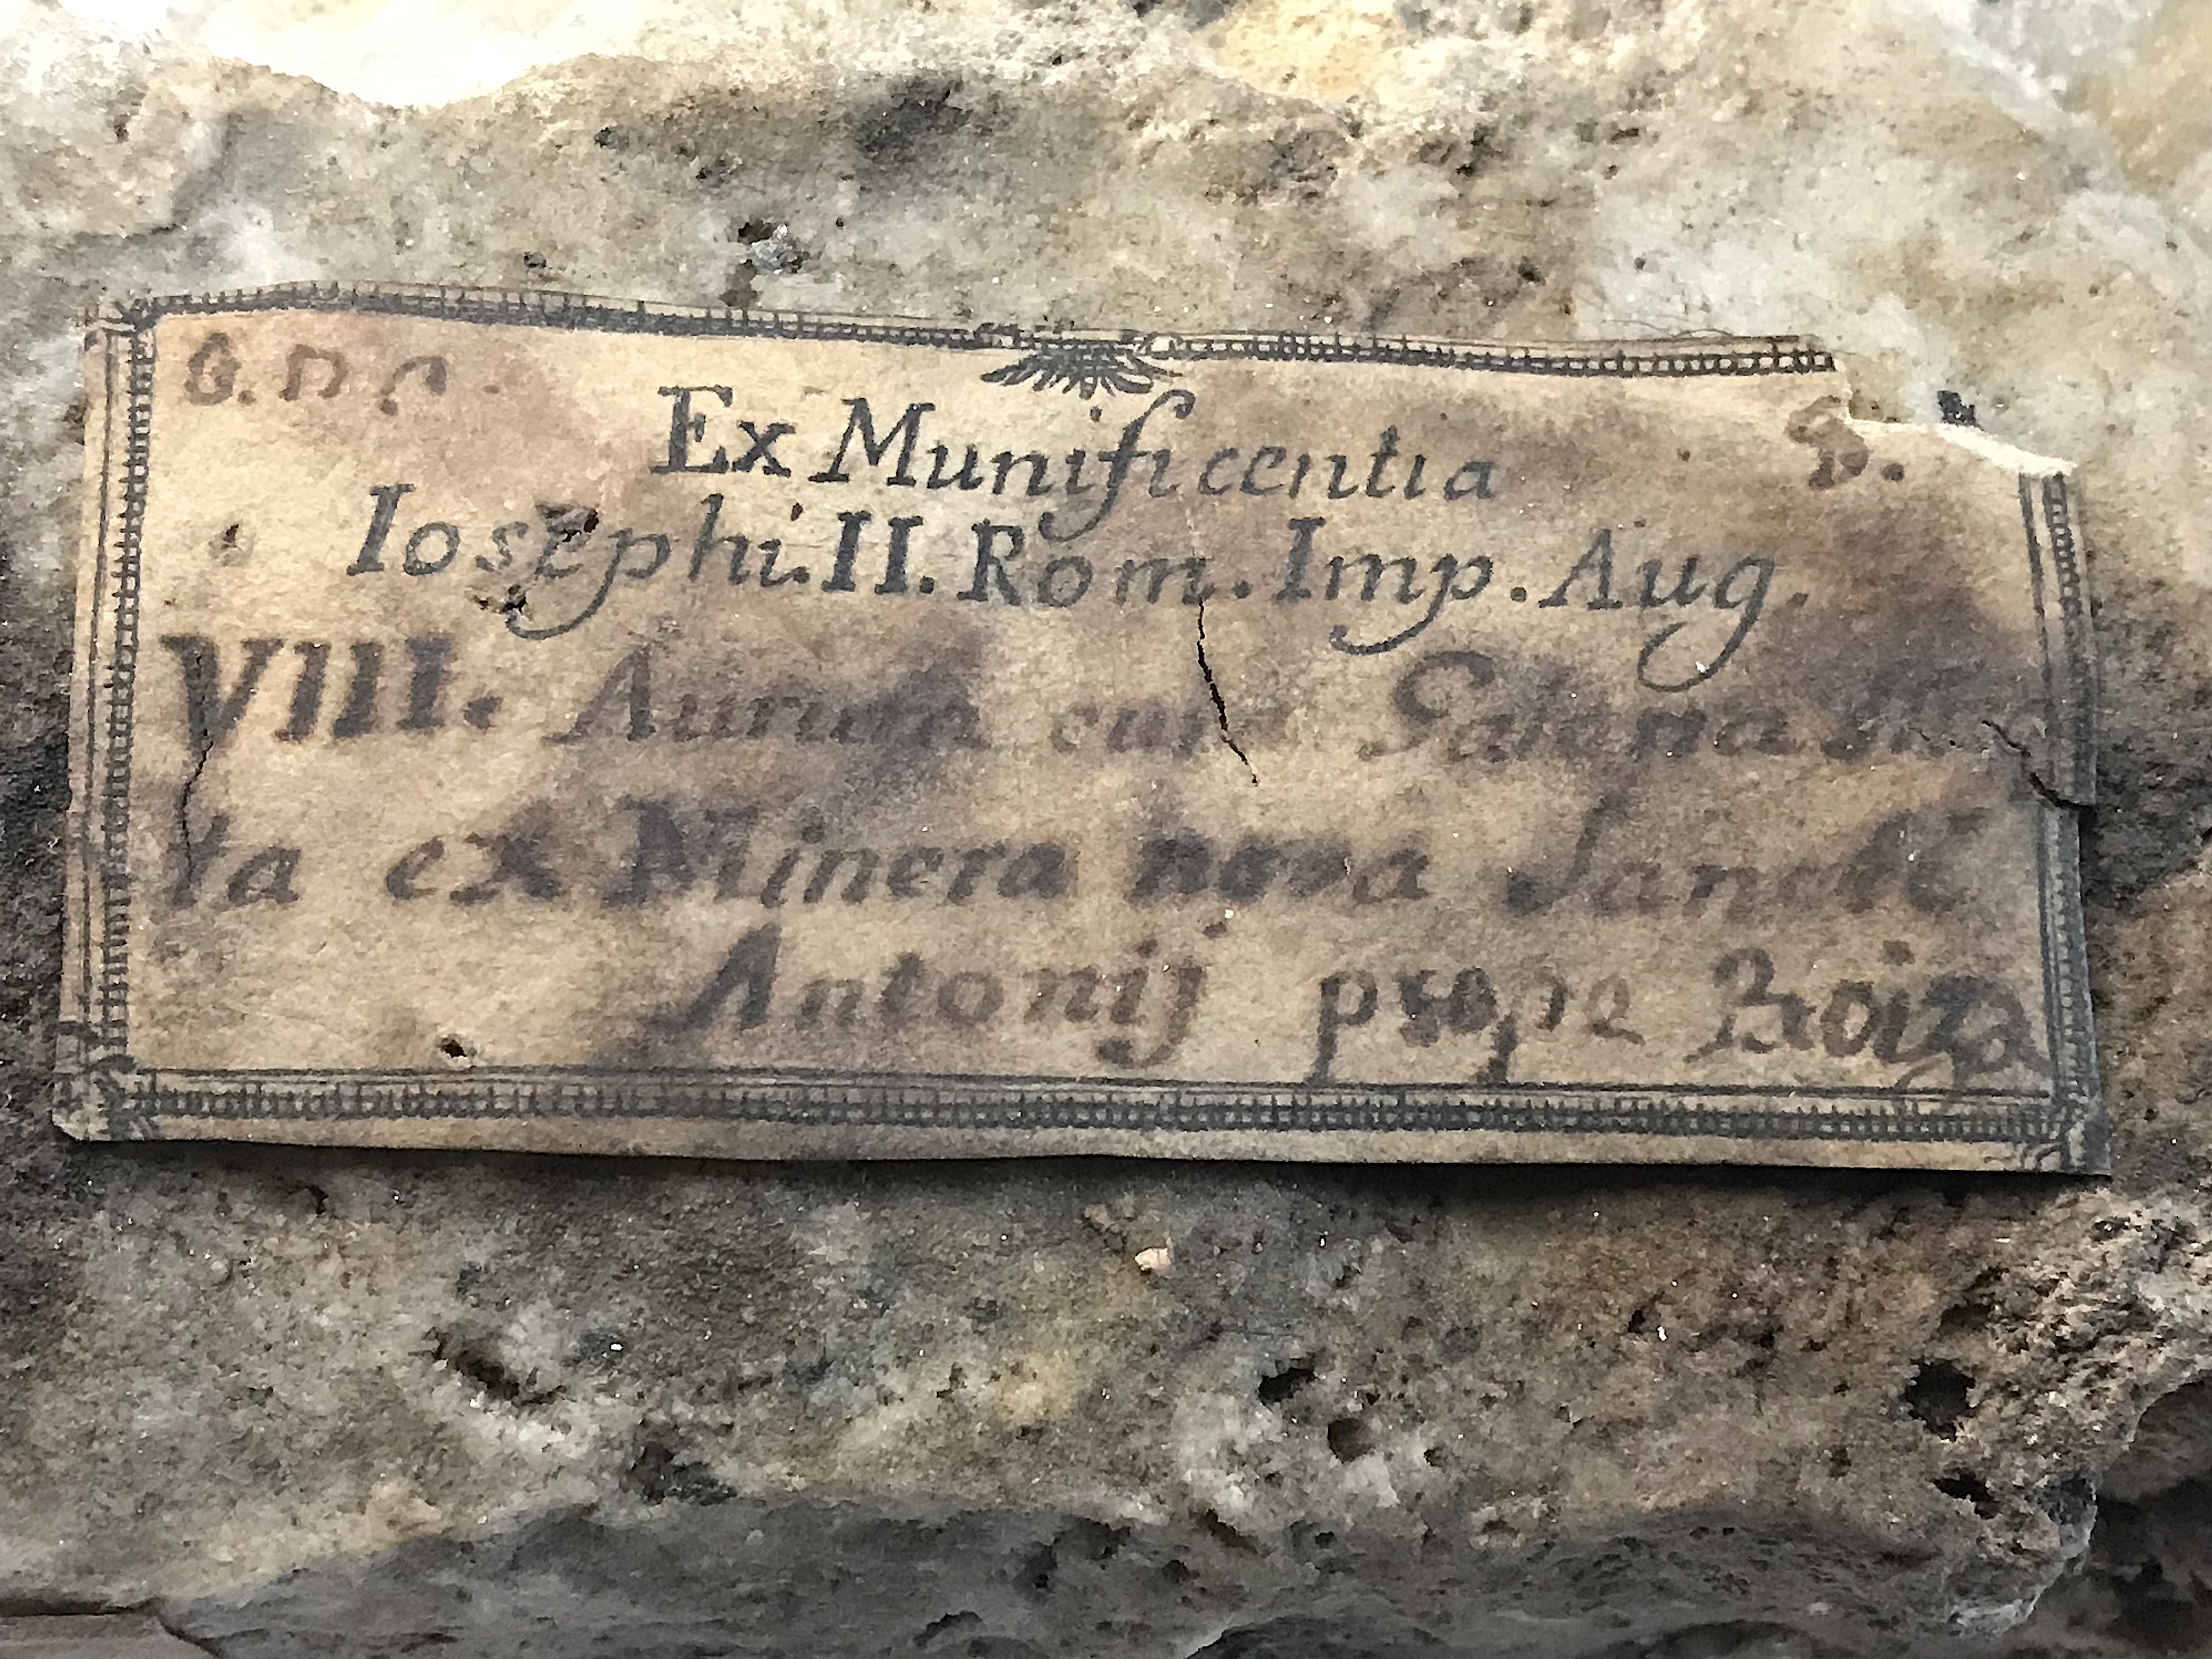 Ex Munificentia
Iosephi. II. Rom. Imp. Aug.
VIII. Aurum cum Galena
ta ex Minera nova Sancti
Antonij prope Boiza